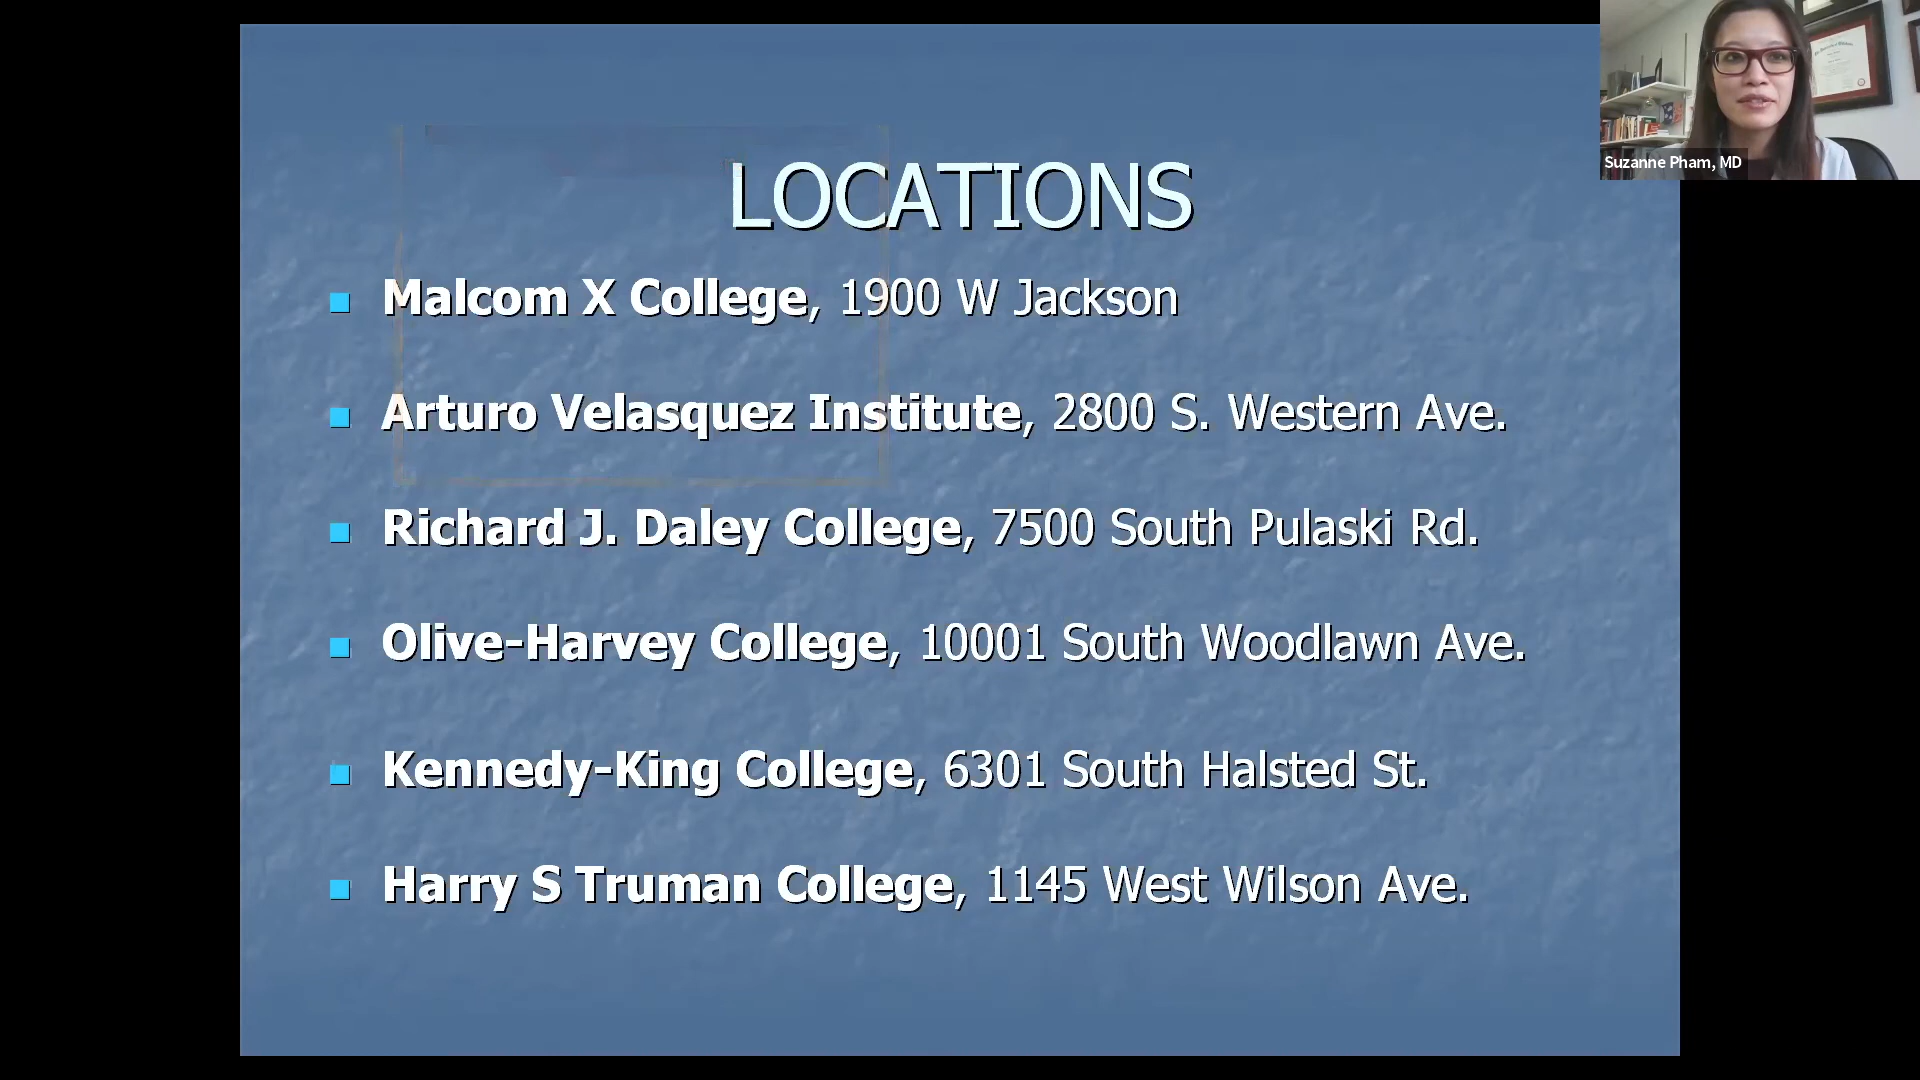 LOCATIONS
Malcom X College, 1900 W Jackson
Arturo Velasquez Institute, 2800 S. Western Ave.
Richard J. Daley College, 7500 South Pulaski Rd.
Olive-Harvey College, 10001 South Woodlawn Ave.
Kennedy-King College, 6301 South Halsted St.
Harry S Truman College, 1145 West Wilson Ave.
Suzanne Pham, MD